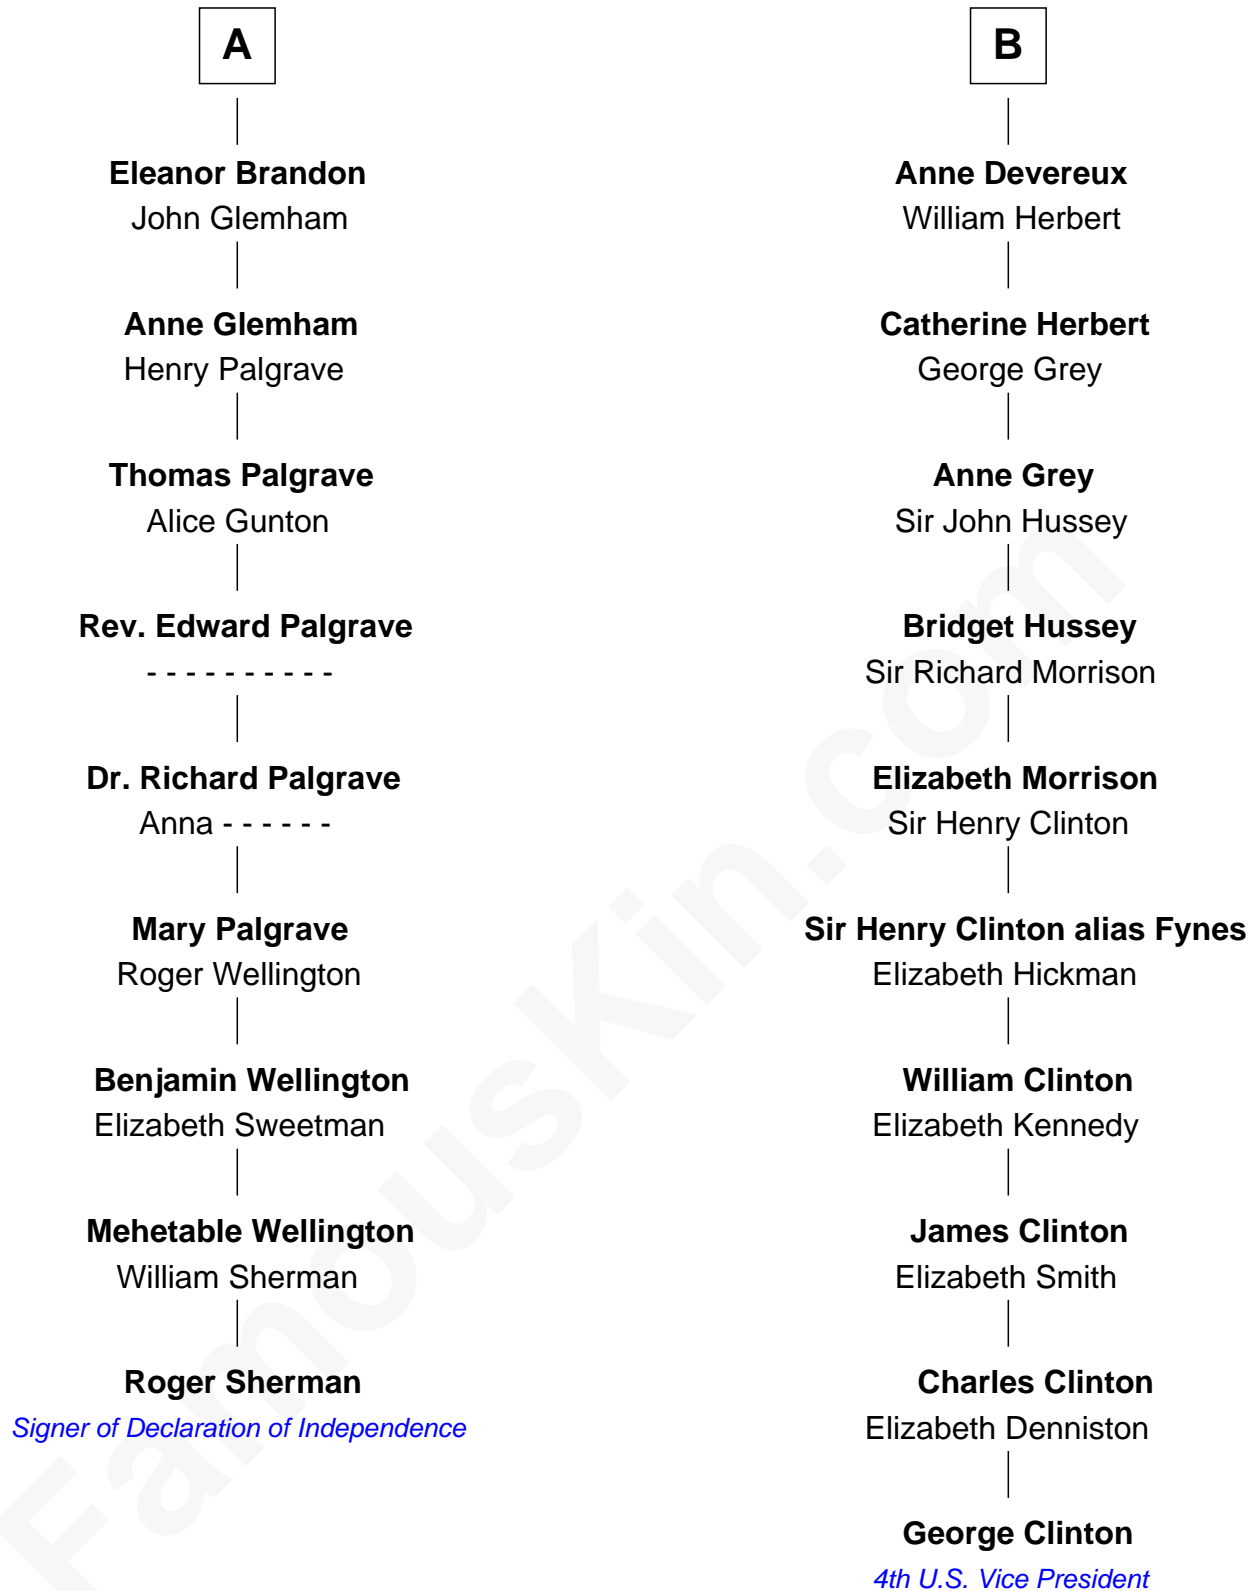 A
Eleanor Brandon
John Glemham
Anne Glemham
Henry Palgrave
Thomas Palgrave
Alice Gunton
Rev. Edward Palgrave
- - - - - - - - - -
Dr. Richard Palgrave
Anna - - - - - -
Mary Palgrave
Roger Wellington
Benjamin Wellington
Elizabeth Sweetman
Mehetable Wellington
William Sherman
Roger Sherman
Signer of Declaration of Independence
B
Anne Devereux
William Herbert
Catherine Herbert
George Grey
Anne Grey
Sir John Hussey
Bridget Hussey
Sir Richard Morrison
Elizabeth Morrison
Sir Henry Clinton
Sir Henry Clinton alias Fynes
Elizabeth Hickman
William Clinton
Elizabeth Kennedy
James Clinton
Elizabeth Smith
Charles Clinton
Elizabeth Denniston
George Clinton
4th U.S. Vice President
FamousKin.com